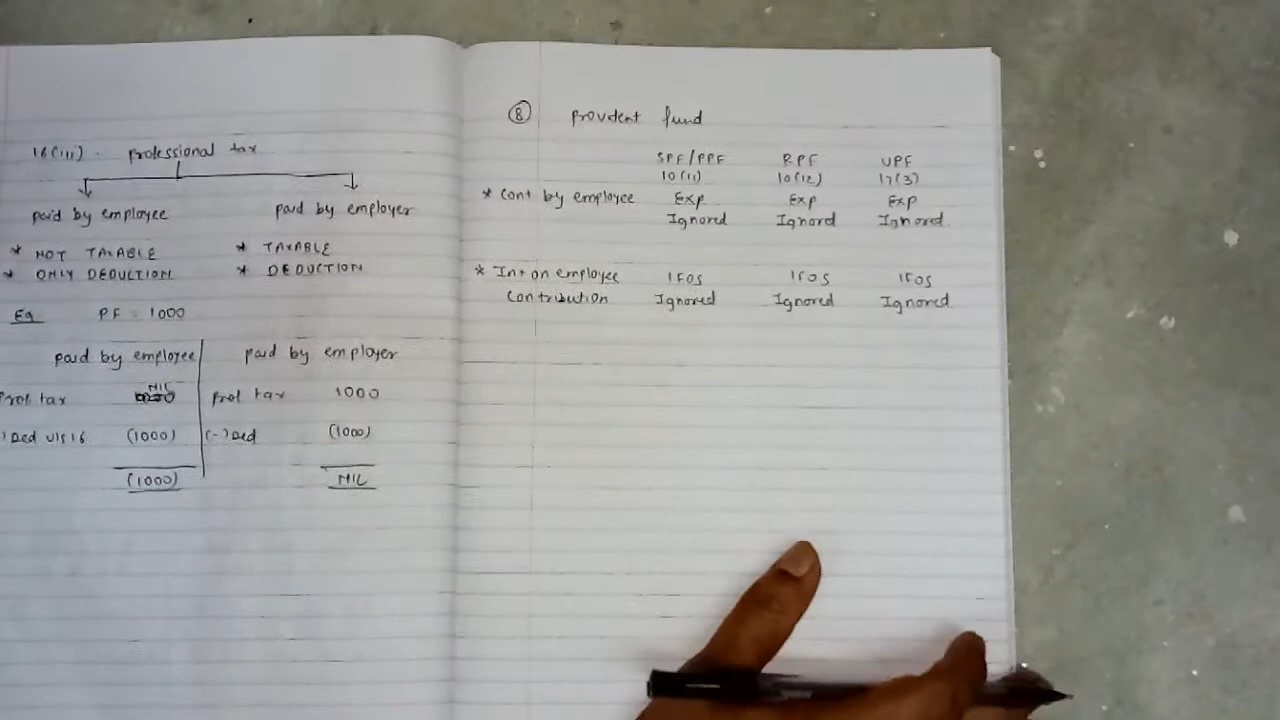 16(iii) - professional tax
paid by employee paid by employer
* NOT TAXABLE * TAXABLE
* ONLY DEDUCTION * DEDUCTION
Eg PF = 1000
paid by employee paid by employer
Prof tax NIL prof tax 1000
) Ded u/s 16 (1000) (-) Ded (1000)
(1000) NIL
8 provident fund
SPF/PPF RPF UPF
10(11) 10(12) 17(3)
* Cont by employee Exp Exp Exp
Ignored Ignored Ignored
* Int on employee IFOS IFOS IFOS
Contribution Ignored Ignored Ignored